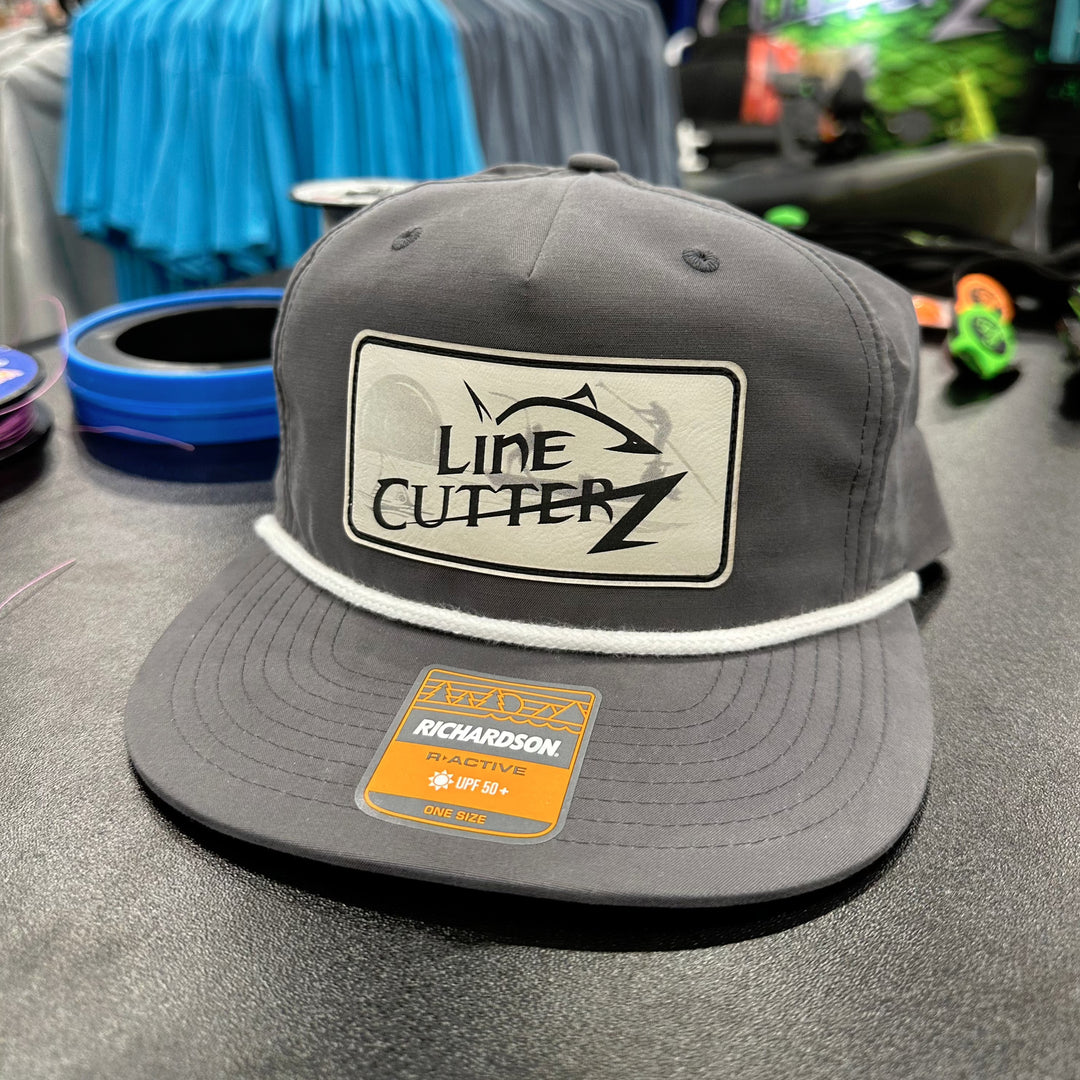 LINE
CUTTERZ
RICHARDSON®
R▸ACTIVE
UPF 50+
ONE SIZE